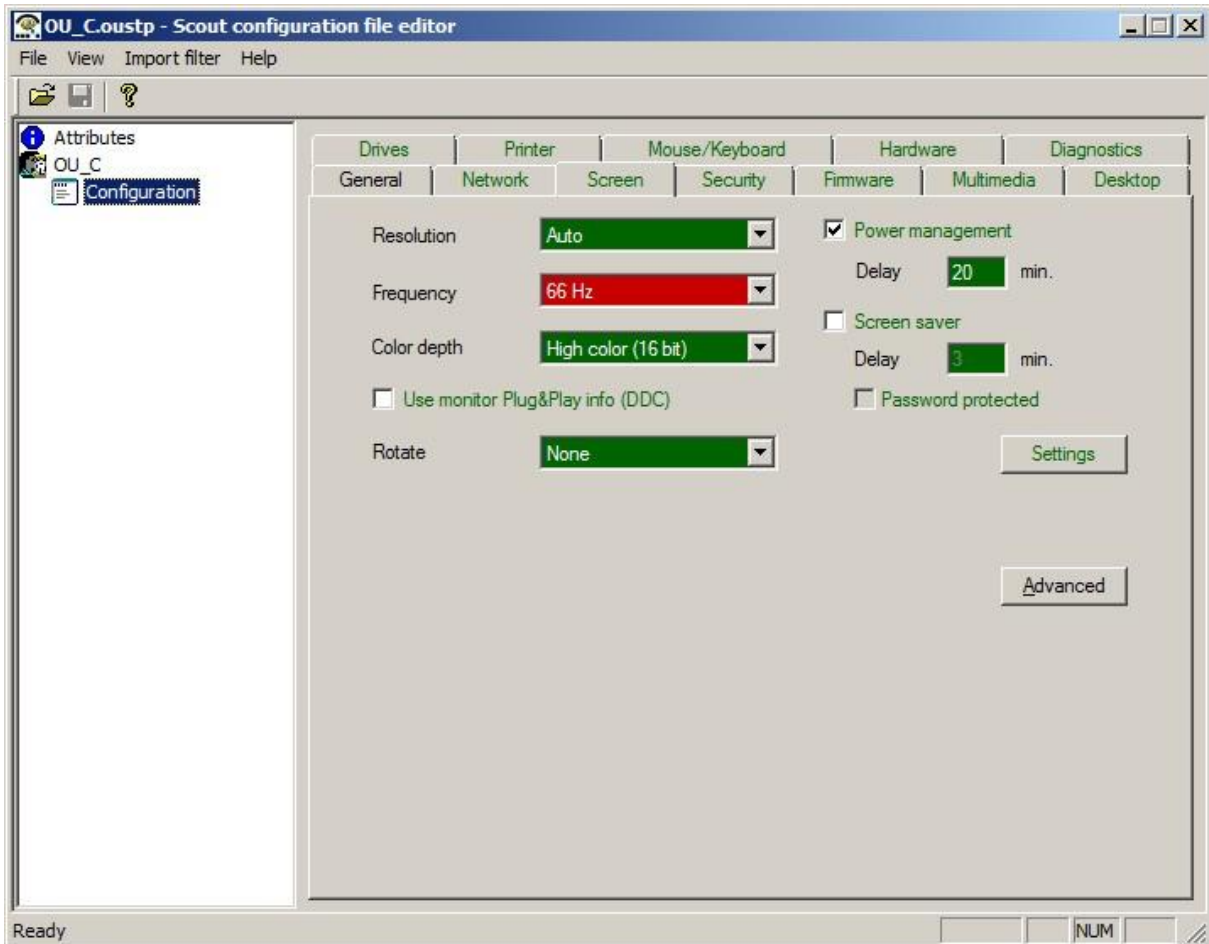 OU_C.oustp - Scout configuration file editor
File View Import filter Help
Attributes
OU_C
Configuration
Drives Printer Mouse/Keyboard Hardware Diagnostics
General Network Screen Security Firmware Multimedia Desktop
Resolution Auto
Frequency 66 Hz
Color depth High color (16 bit)
Use monitor Plug&Play info (DDC)
Rotate None
Power management
Delay 20 min.
Screen saver
Delay 3 min.
Password protected
Settings
Advanced
Ready NUM